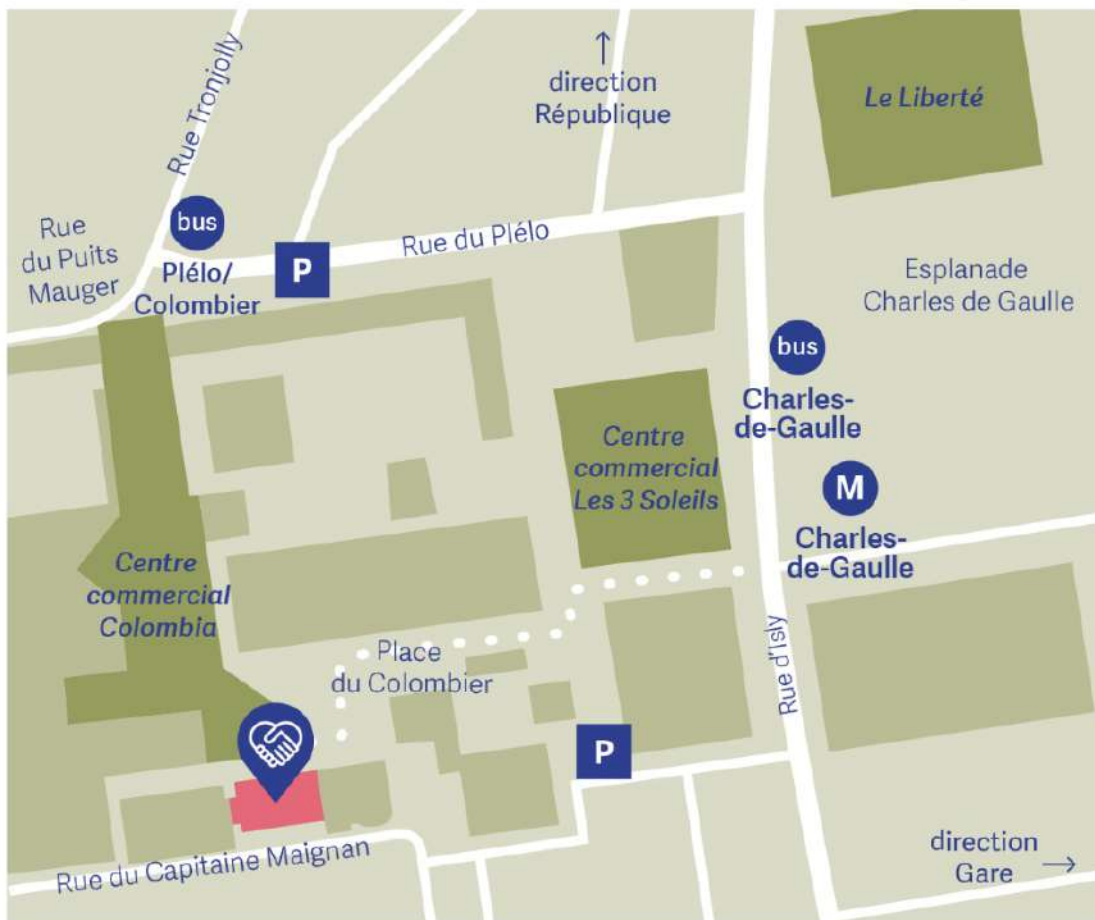 Rue Tronjolly
direction
République
Le Liberté
bus
Rue
du Puits
Mauger
Plélo/
Colombier
P
Rue du Plélo
Esplanade
Charles de Gaulle
bus
Charles-
de-Gaulle
Centre
commercial
Les 3 Soleils
M
Charles-
de-Gaulle
Centre
commercial
Colombia
Place
du Colombier
Rue d'Isly
P
Rue du Capitaine Maignan
direction
Gare